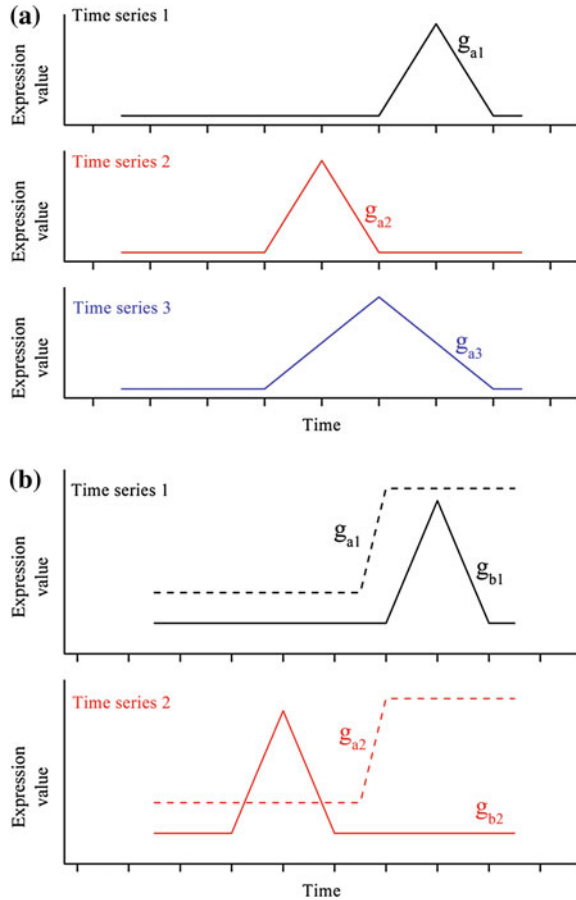 (a)
Time series 1
Expression
value
ga1
Time series 2
Expression
value
ga2
Time series 3
Expression
value
ga3
Time
(b)
Time series 1
Expression
value
ga1
gb1
Time series 2
Expression
value
ga2
gb2
Time